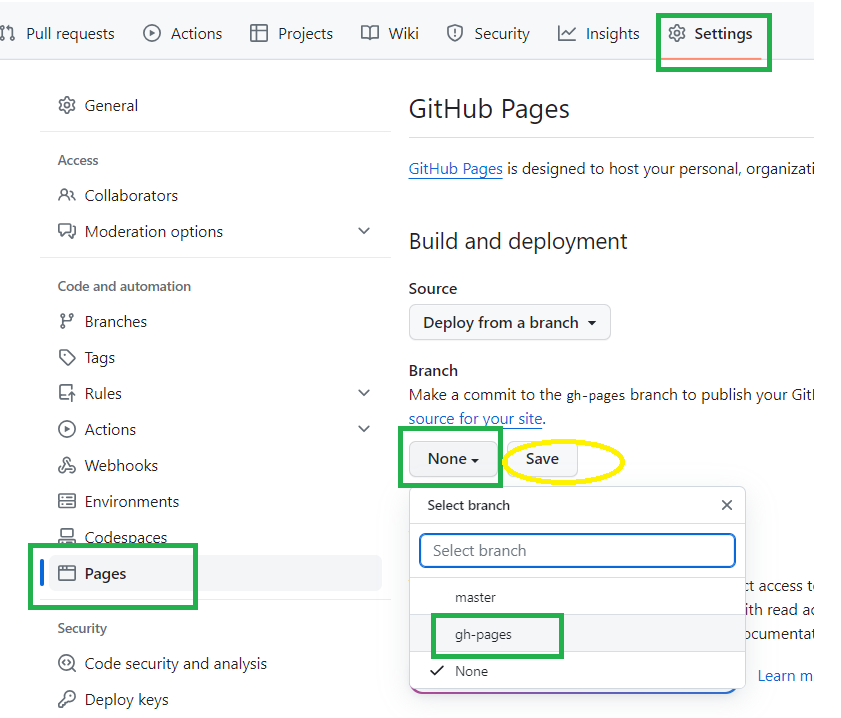 Pull requests Actions Projects Wiki Security Insights Settings
General
Access
Collaborators
Moderation options
Code and automation
Branches
Tags
Rules
Actions
Webhooks
Environments
Codespaces
Pages
Security
Code security and analysis
Deploy keys
GitHub Pages
GitHub Pages is designed to host your personal, organizati
Build and deployment
Source
Deploy from a branch
Branch
Make a commit to the gh-pages branch to publish your GitH
source for your site.
None Save
Select branch
Select branch
master
gh-pages
None
ct access to
ith read ac
ocumentat
Learn m